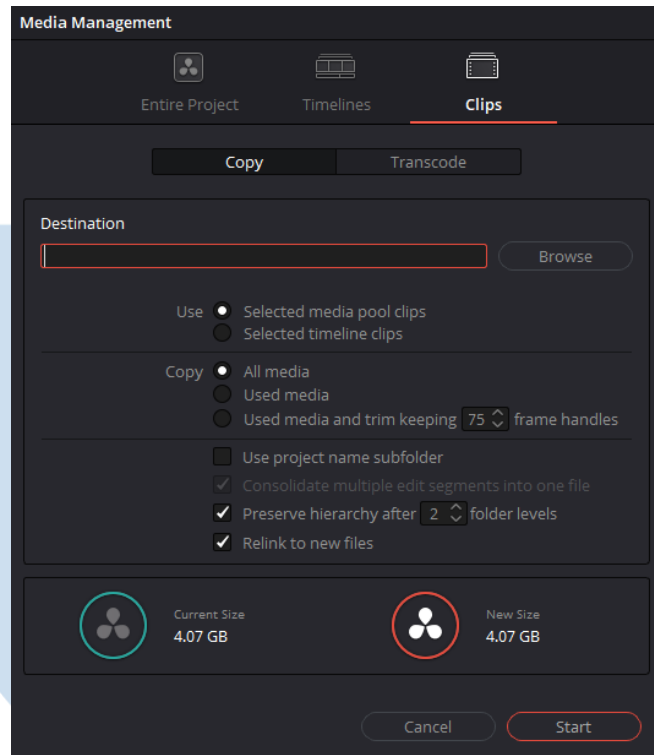 Media Management
Entire Project
Timelines
Clips
Copy
Transcode
Destination
Browse
Use
Selected media pool clips
Selected timeline clips
Copy
All media
Used media
Used media and trim keeping 75 frame handles
Use project name subfolder
Consolidate multiple edit segments into one file
Preserve hierarchy after 2 folder levels
Relink to new files
Current Size
4.07 GB
New Size
4.07 GB
Cancel
Start